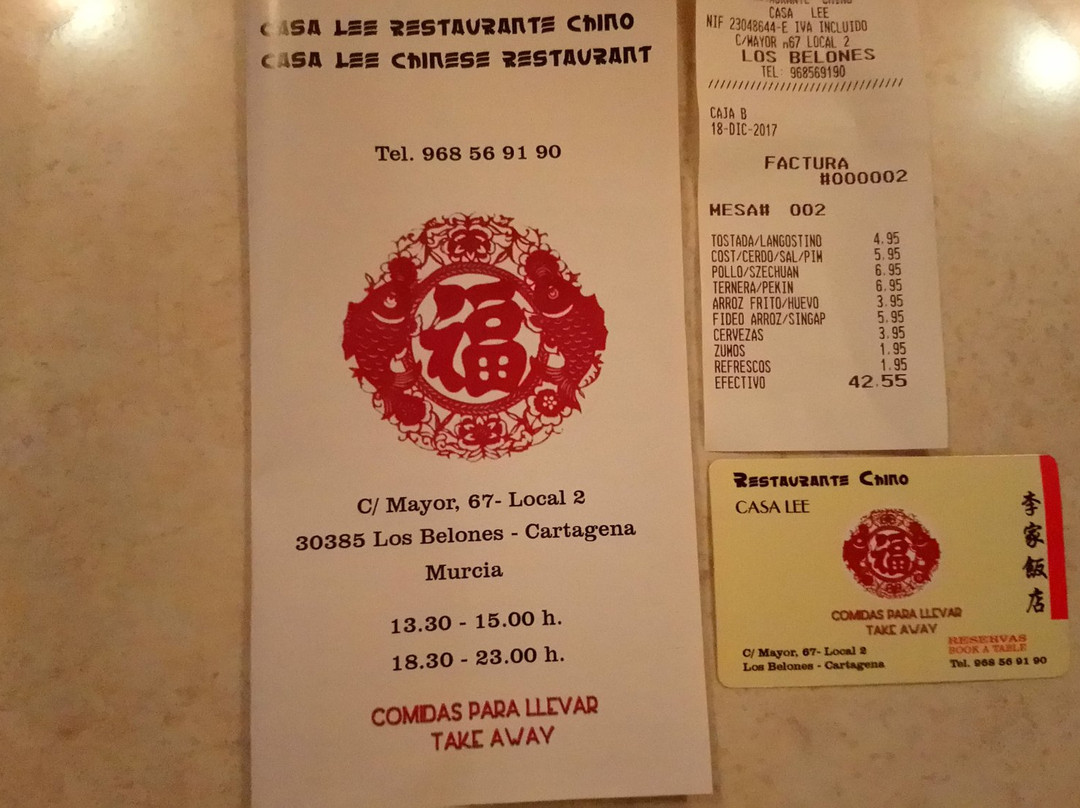 CASA LEE RESTAURANTE CHINO
CASA LEE CHINESE RESTAURANT
Tel. 968 56 91 90
福
C/ Mayor, 67- Local 2
30385 Los Belones - Cartagena
Murcia
13.30 - 15.00 h.
18.30 - 23.00 h.
COMIDAS PARA LLEVAR
TAKE AWAY
CASA LEE
NIF 23048644-E IVA INCLUIDO
C/MAYOR n67 LOCAL 2
LOS BELONES
TEL: 968569190
////////////////////////////////
CAJA B
18-DIC-2017
FACTURA
#000002
MESA# 002
TOSTADA/LANGOSTINO 4.95
COST/CERDO/SAL/PIM 5.95
POLLO/SZECHUAN 6.95
TERNERA/PEKIN 6.95
ARROZ FRITO/HUEVO 3.95
FIDEO ARROZ/SINGAP 5.95
CERVEZAS 3.95
ZUMOS 1.95
REFRESCOS 1.95
EFECTIVO 42.55
RESTAURANTE CHINO
CASA LEE
福
李家飯店
COMIDAS PARA LLEVAR
TAKE AWAY
RESERVAS
BOOK A TABLE
C/ Mayor, 67- Local 2
Los Belones - Cartagena
Tel. 968 56 91 90